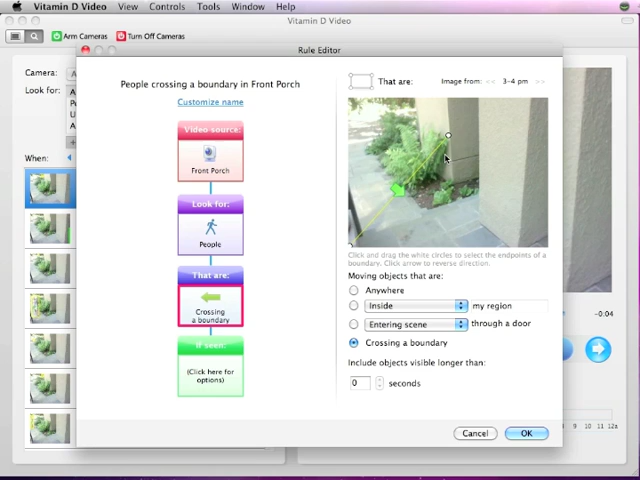 Vitamin D Video View Controls Tools Window Help
Vitamin D Video
Arm Cameras Turn Off Cameras
Rule Editor
Camera:
Look for:
When:
People crossing a boundary in Front Porch
Customize name
Video source:
Front Porch
Look for:
People
That are:
Crossing
a boundary
If seen:
(Click here for
options)
That are: Image from: << 3-4 pm >>
Click and drag the white circles to select the endpoints of a
boundary. Click arrow to reverse direction.
Moving objects that are:
Anywhere
Inside my region
Entering scene through a door
Crossing a boundary
Include objects visible longer than:
0 seconds
Cancel OK
-0:04
8 9 10 11 12a